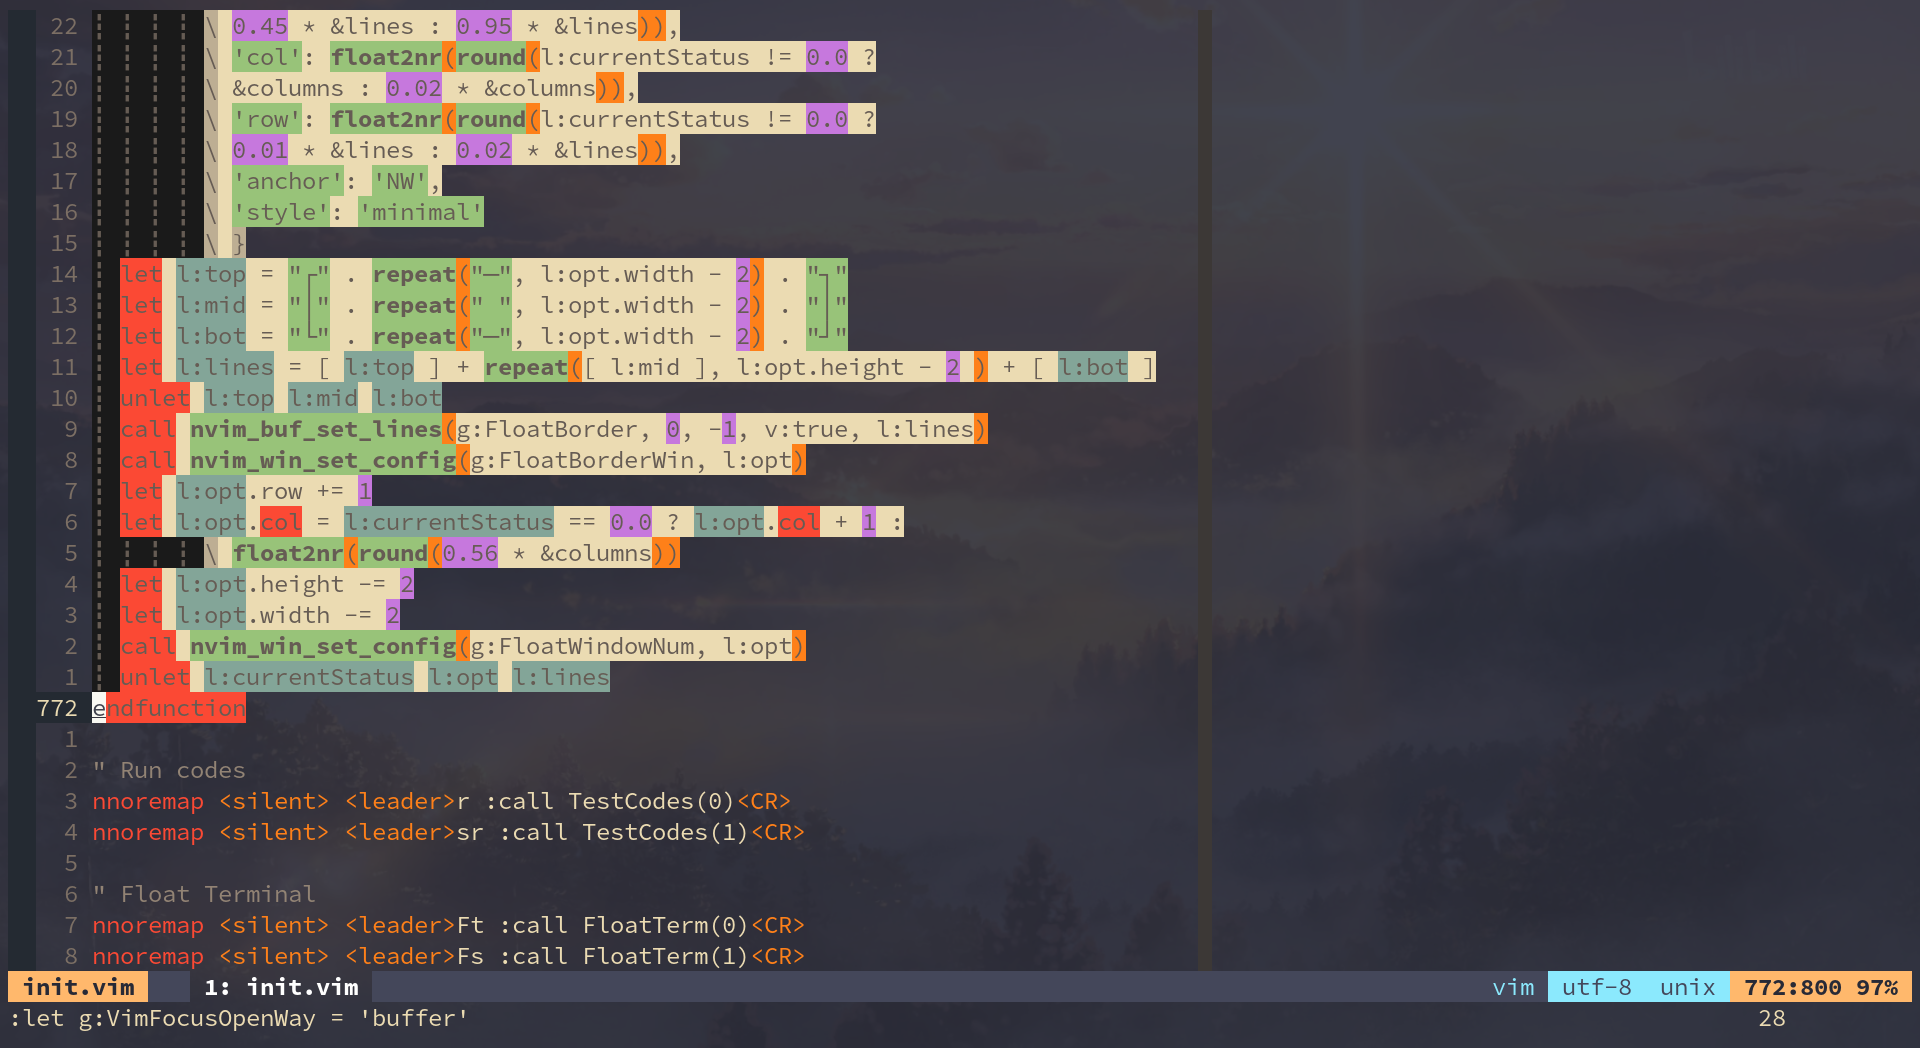 22 \ 0.45 * &lines : 0.95 * &lines)),
21 \ 'col': float2nr(round(l:currentStatus != 0.0 ?
20 \ &columns : 0.02 * &columns)),
19 \ 'row': float2nr(round(l:currentStatus != 0.0 ?
18 \ 0.01 * &lines : 0.02 * &lines)),
17 \ 'anchor': 'NW',
16 \ 'style': 'minimal'
15 \ }
14 let l:top = "┌" . repeat("─", l:opt.width - 2) . "┐"
13 let l:mid = "│" . repeat(" ", l:opt.width - 2) . "│"
12 let l:bot = "└" . repeat("─", l:opt.width - 2) . "┘"
11 let l:lines = [ l:top ] + repeat([ l:mid ], l:opt.height - 2 ) + [ l:bot ]
10 unlet l:top l:mid l:bot
9 call nvim_buf_set_lines(g:FloatBorder, 0, -1, v:true, l:lines)
8 call nvim_win_set_config(g:FloatBorderWin, l:opt)
7 let l:opt.row += 1
6 let l:opt.col = l:currentStatus == 0.0 ? l:opt.col + 1 :
5 \ float2nr(round(0.56 * &columns))
4 let l:opt.height -= 2
3 let l:opt.width -= 2
2 call nvim_win_set_config(g:FloatWindowNum, l:opt)
1 unlet l:currentStatus l:opt l:lines
772 endfunction
1
2 " Run codes
3 nnoremap <silent> <leader>r :call TestCodes(0)<CR>
4 nnoremap <silent> <leader>sr :call TestCodes(1)<CR>
5
6 " Float Terminal
7 nnoremap <silent> <leader>Ft :call FloatTerm(0)<CR>
8 nnoremap <silent> <leader>Fs :call FloatTerm(1)<CR>
init.vim 1: init.vim vim utf-8 unix 772:800 97%
:let g:VimFocusOpenWay = 'buffer' 28